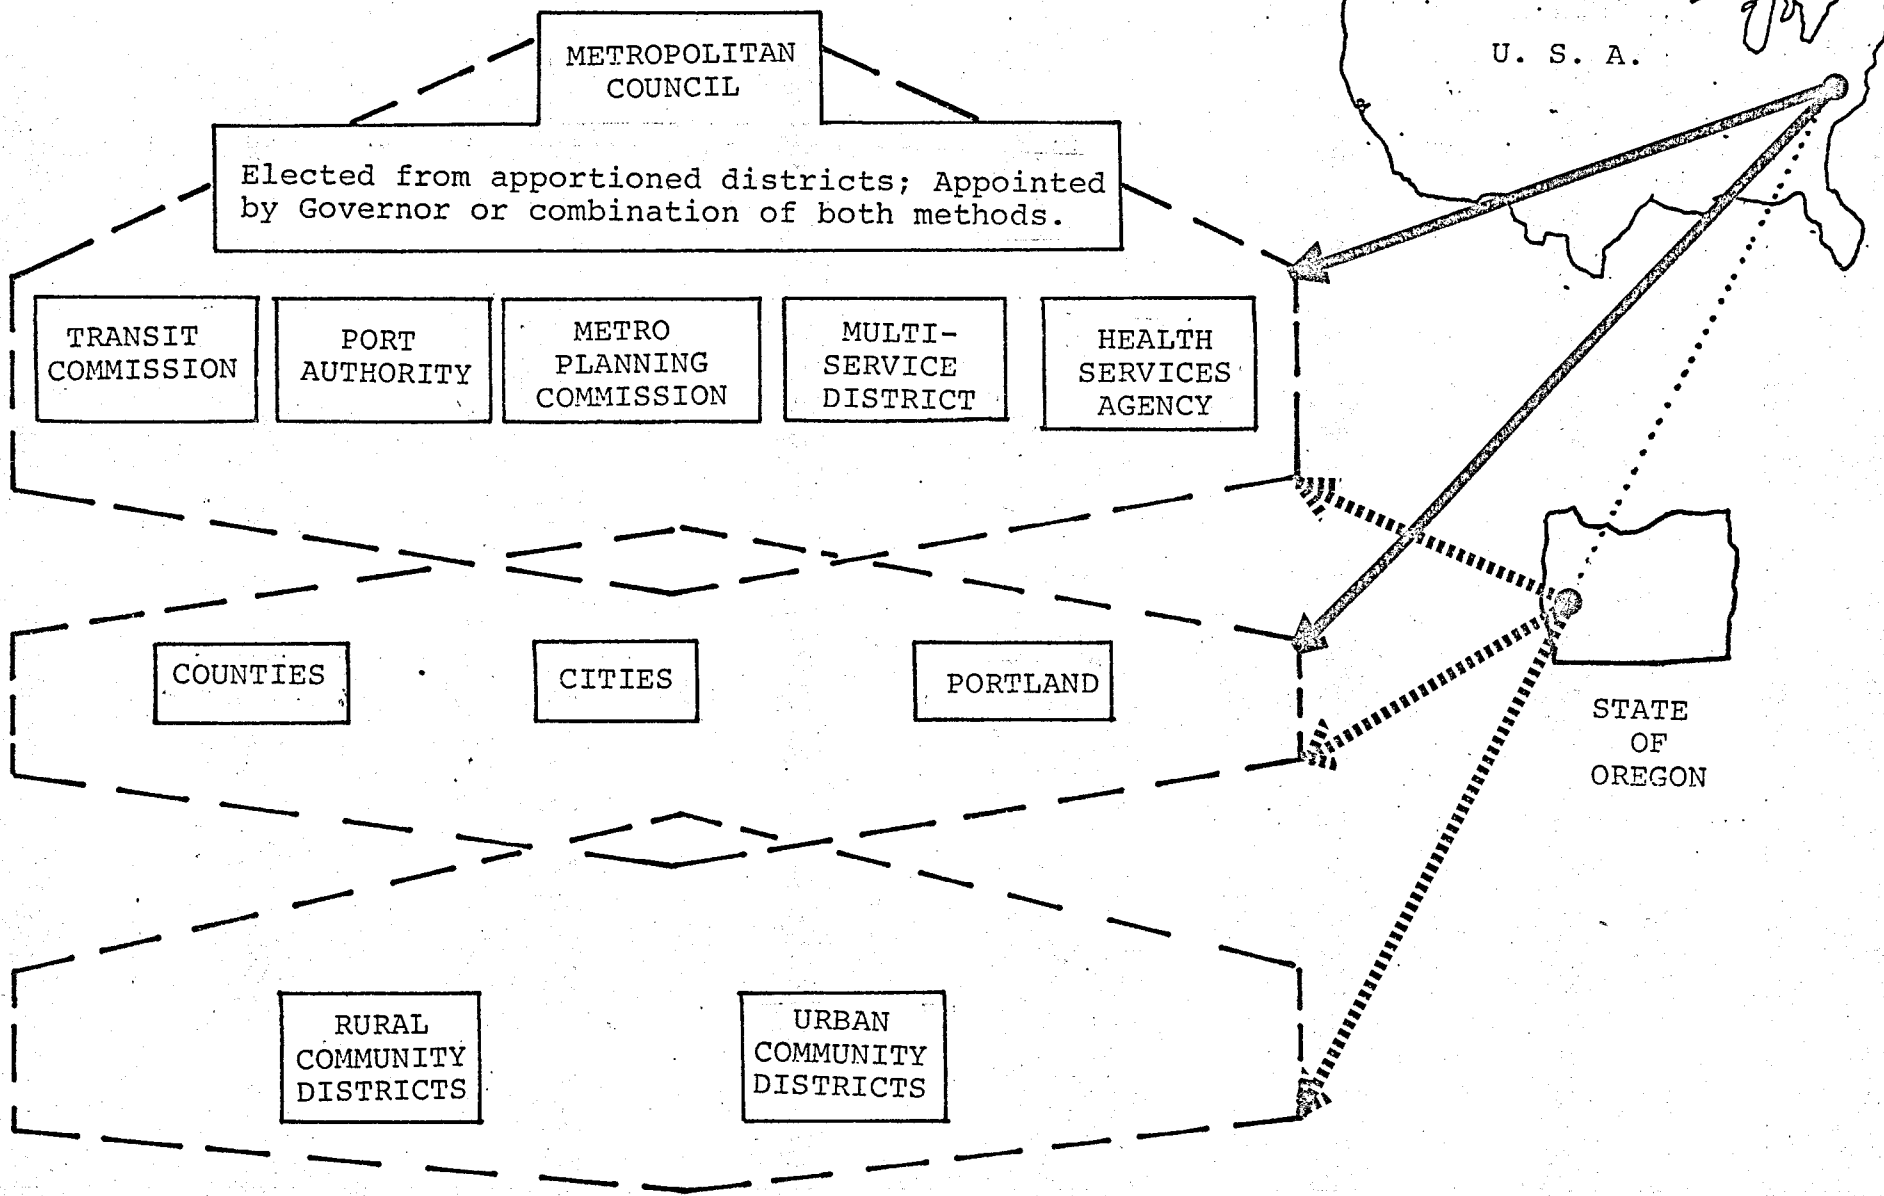 METROPOLITAN
COUNCIL
U. S. A.
Elected from apportioned districts; Appointed
by Governor or combination of both methods.
TRANSIT
COMMISSION
PORT
AUTHORITY
METRO
PLANNING
COMMISSION
MULTI-
SERVICE
DISTRICT
HEALTH
SERVICES
AGENCY
COUNTIES
CITIES
PORTLAND
STATE
OF
OREGON
RURAL
COMMUNITY
DISTRICTS
URBAN
COMMUNITY
DISTRICTS